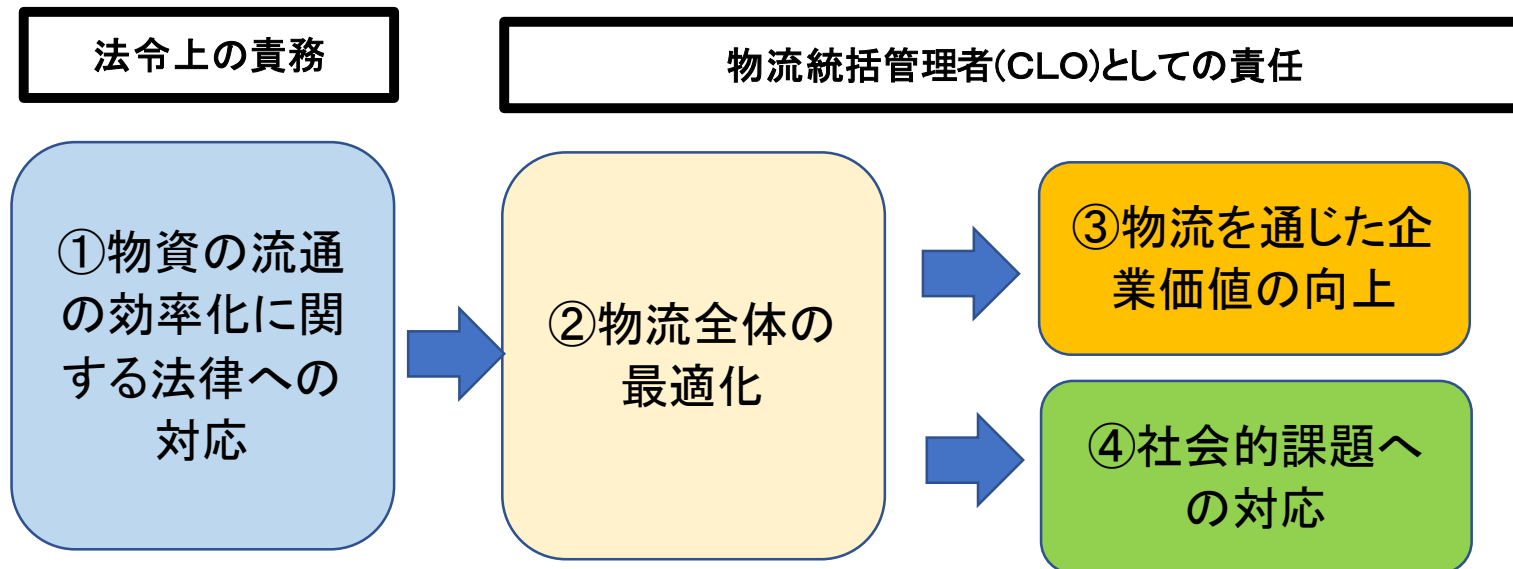 法令上の責務
物流統括管理者(CLO)としての責任
①物資の流通
の効率化に関
する法律への
対応
②物流全体の
最適化
③物流を通じた企
業価値の向上
④社会的課題へ
の対応